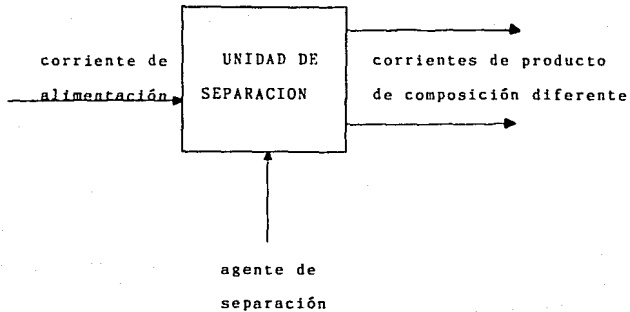 corriente de
alimentación
UNIDAD DE
SEPARACION
corrientes de producto
de composición diferente
agente de
separación